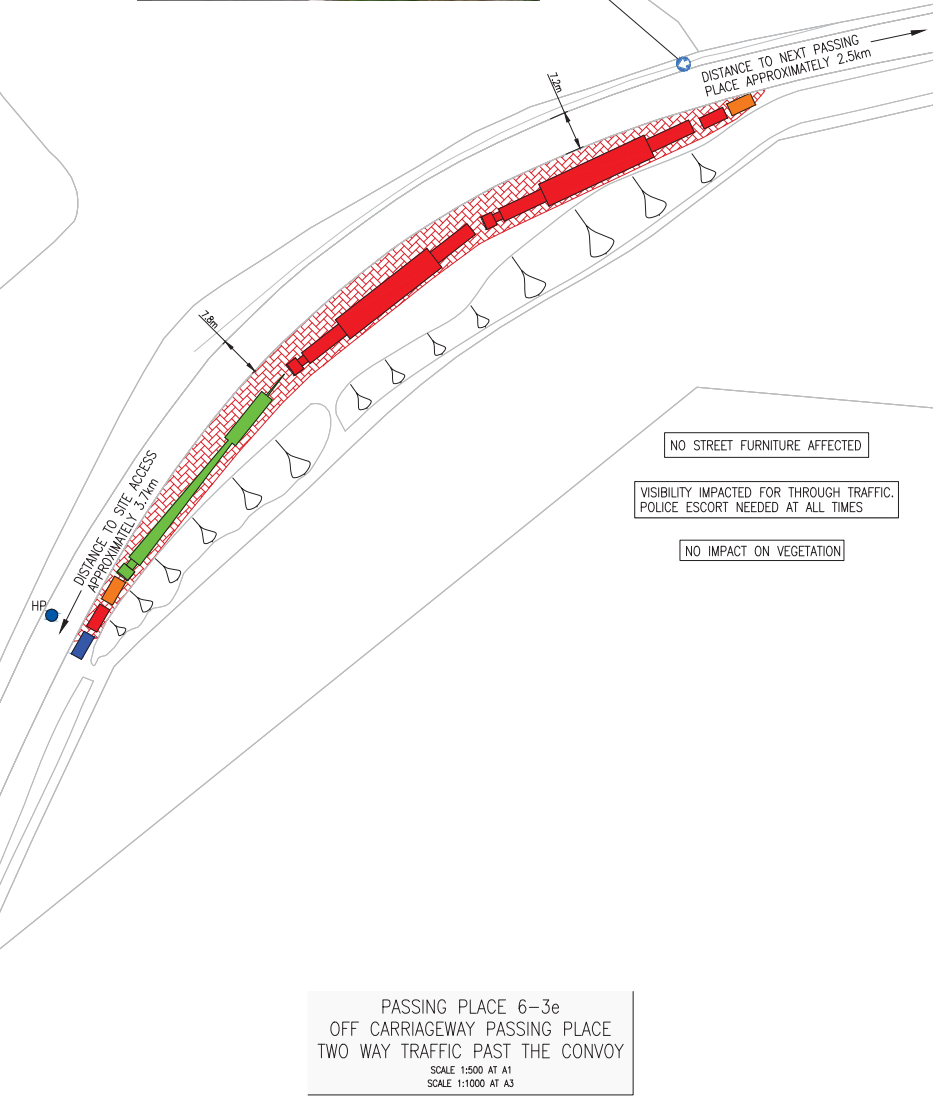 7.2m
DISTANCE TO NEXT PASSING
PLACE APPROXIMATELY 2.5km
7.8m
DISTANCE TO SITE ACCESS
APPROXIMATELY 3.7km
HP
NO STREET FURNITURE AFFECTED
VISIBILITY IMPACTED FOR THROUGH TRAFFIC.
POLICE ESCORT NEEDED AT ALL TIMES
NO IMPACT ON VEGETATION
PASSING PLACE 6-3e
OFF CARRIAGEWAY PASSING PLACE
TWO WAY TRAFFIC PAST THE CONVOY
SCALE 1:500 AT A1
SCALE 1:1000 AT A3